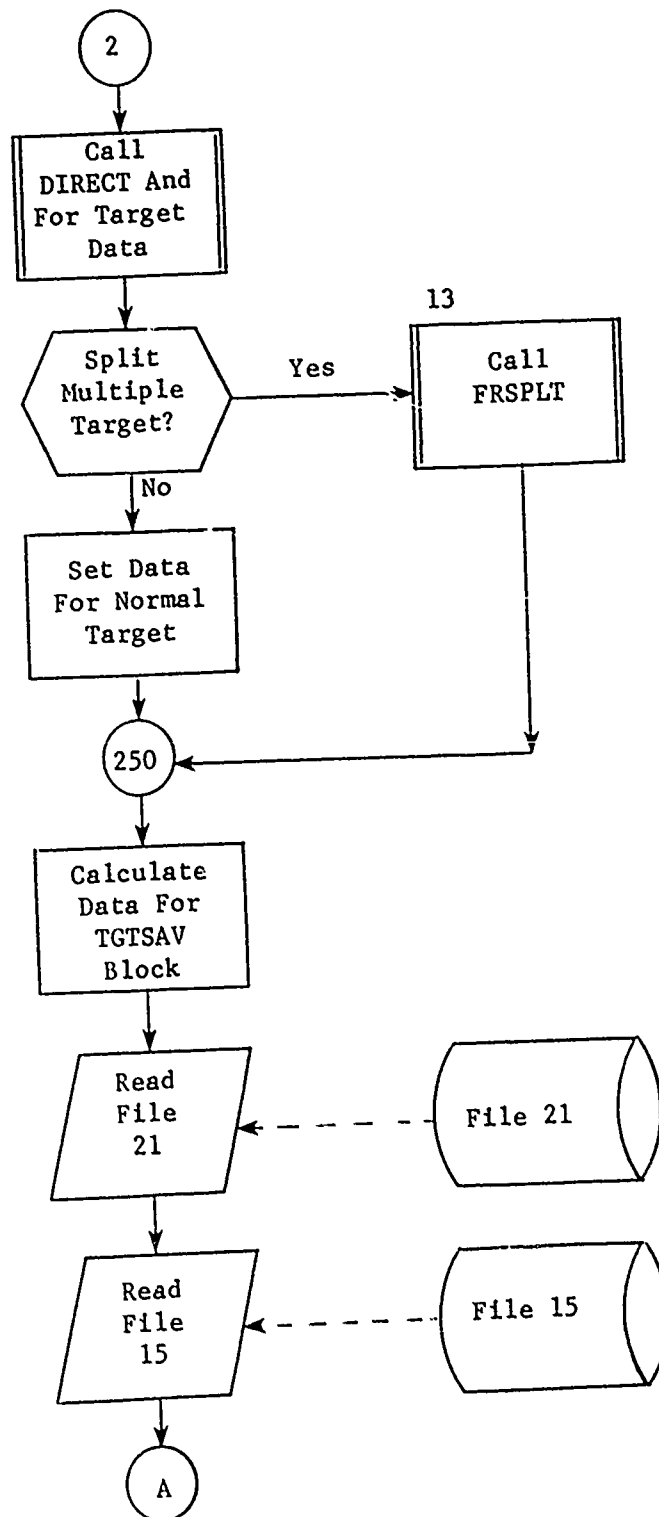 2
Call
DIRECT And
For Target
Data
13
Split
Multiple
Target?
Yes
Call
FRSPLT
No
Set Data
For Normal
Target
250
Calculate
Data For
TGTSAV
Block
Read
File
21
File 21
Read
File
15
File 15
A